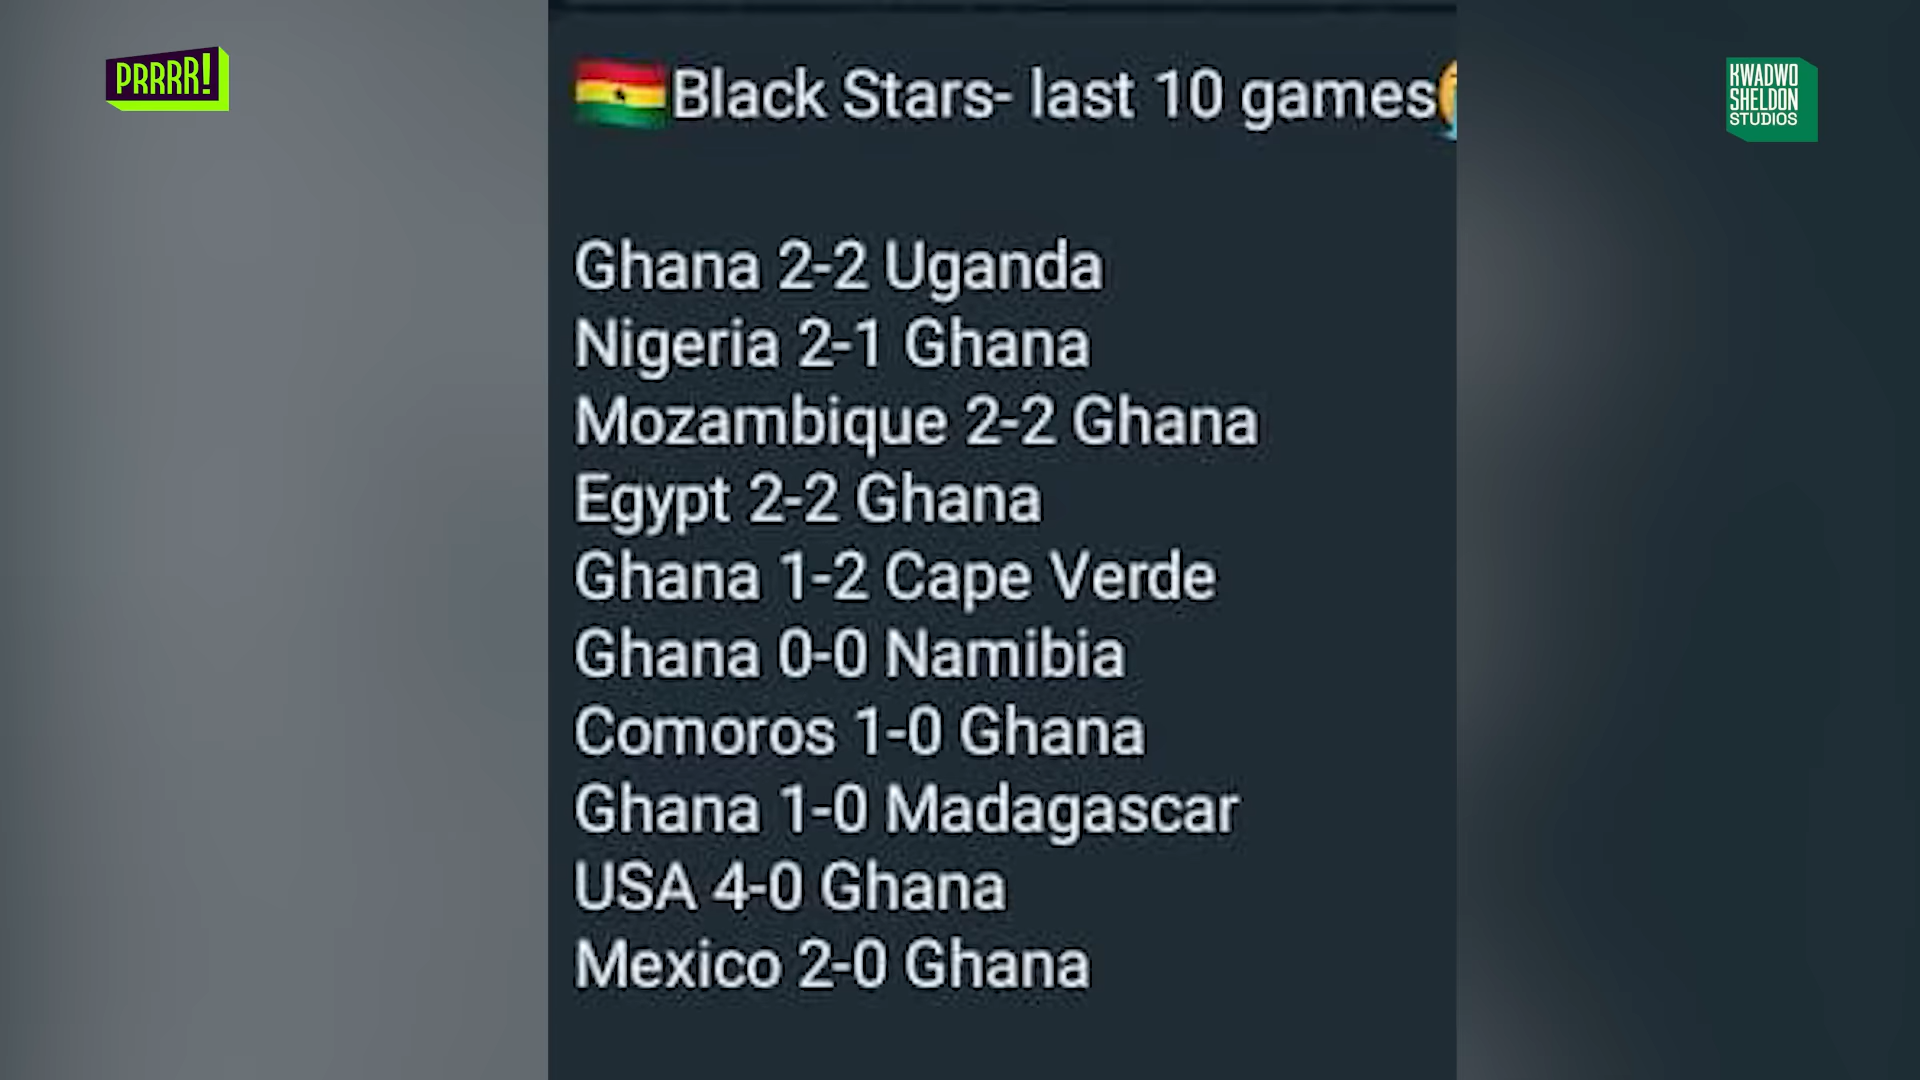 PRRRR!
KWADWO
SHELDON
STUDIOS
Black Stars- last 10 games
Ghana 2-2 Uganda
Nigeria 2-1 Ghana
Mozambique 2-2 Ghana
Egypt 2-2 Ghana
Ghana 1-2 Cape Verde
Ghana 0-0 Namibia
Comoros 1-0 Ghana
Ghana 1-0 Madagascar
USA 4-0 Ghana
Mexico 2-0 Ghana